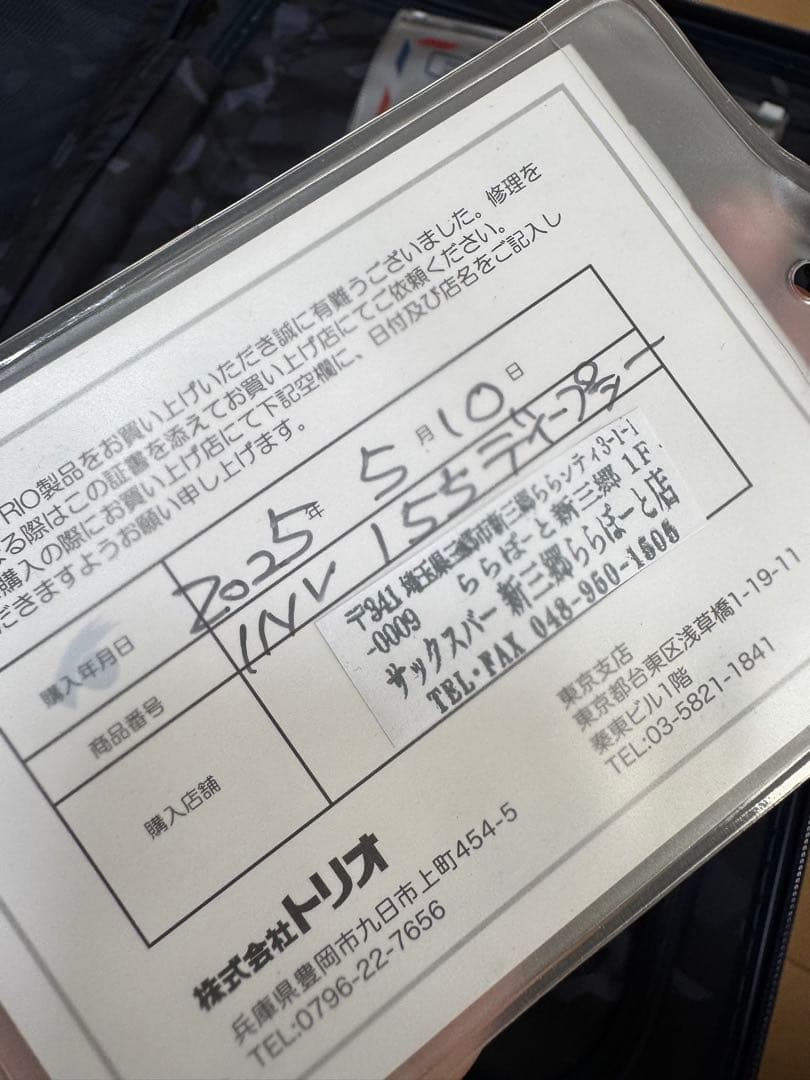 RIO製品をお買い上げいただき誠に有難うございました。修理を
る際はこの証書を添えてお買い上げ店にてご依頼ください。
購入の際にお買い上げ店にて下記空欄に、日付及び店名をご記入し
だきますようお願い申し上げます。
購入年月日 2025年 5月10日
商品番号 INV 155 ディープブルー
購入店舗
〒341 埼玉県三郷市新三郷ららシティ3-1-1
-0009 ららぽーと新三郷 1F
サックスバー 新三郷ららぽーと店
TEL・FAX 048-950-1505
株式会社トリオ
兵庫県豊岡市九日市上町454-5
TEL:0796-22-7656
東京支店
東京都台東区浅草橋1-19-11
秦東ビル1階
TEL:03-5821-1841